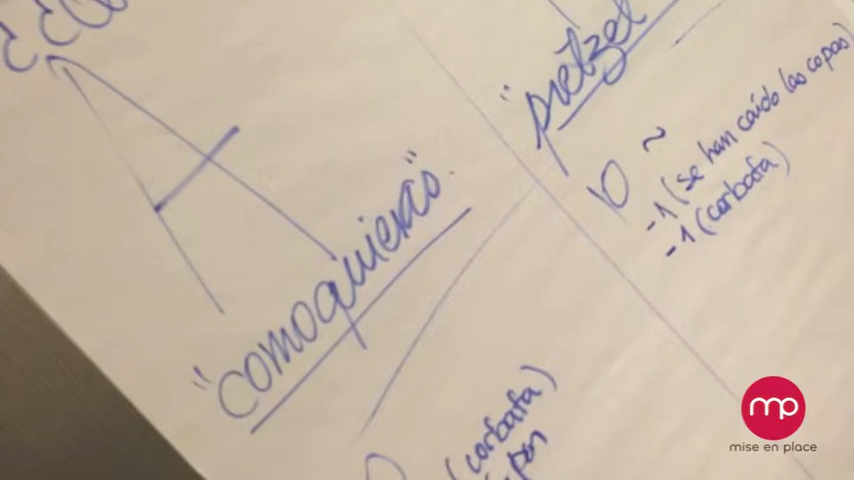 A
"comoquieras".
"pretzel
10 ~
-1 (se han caído las copas)
-1 (corbata)
(corbata)
mp
mise en place